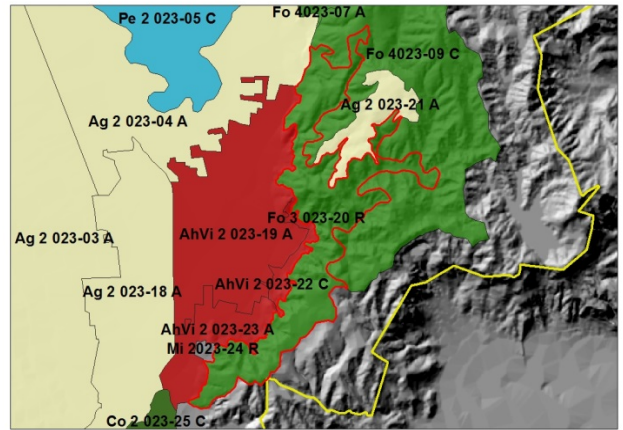 Fo 4023-07 A
Pe 2 023-05 C
Fo 4023-09 C
Ag 2 023-21 A
Ag 2 023-04 A
Fo 3 023-20 R
AhVi 2 023-19 A
Ag 2 023-03 A
AhVi 2 023-22 C
Ag 2 023-18 A
AhVi 2 023-23 A
Mi 2023-24 R
Co 2 023-25 C